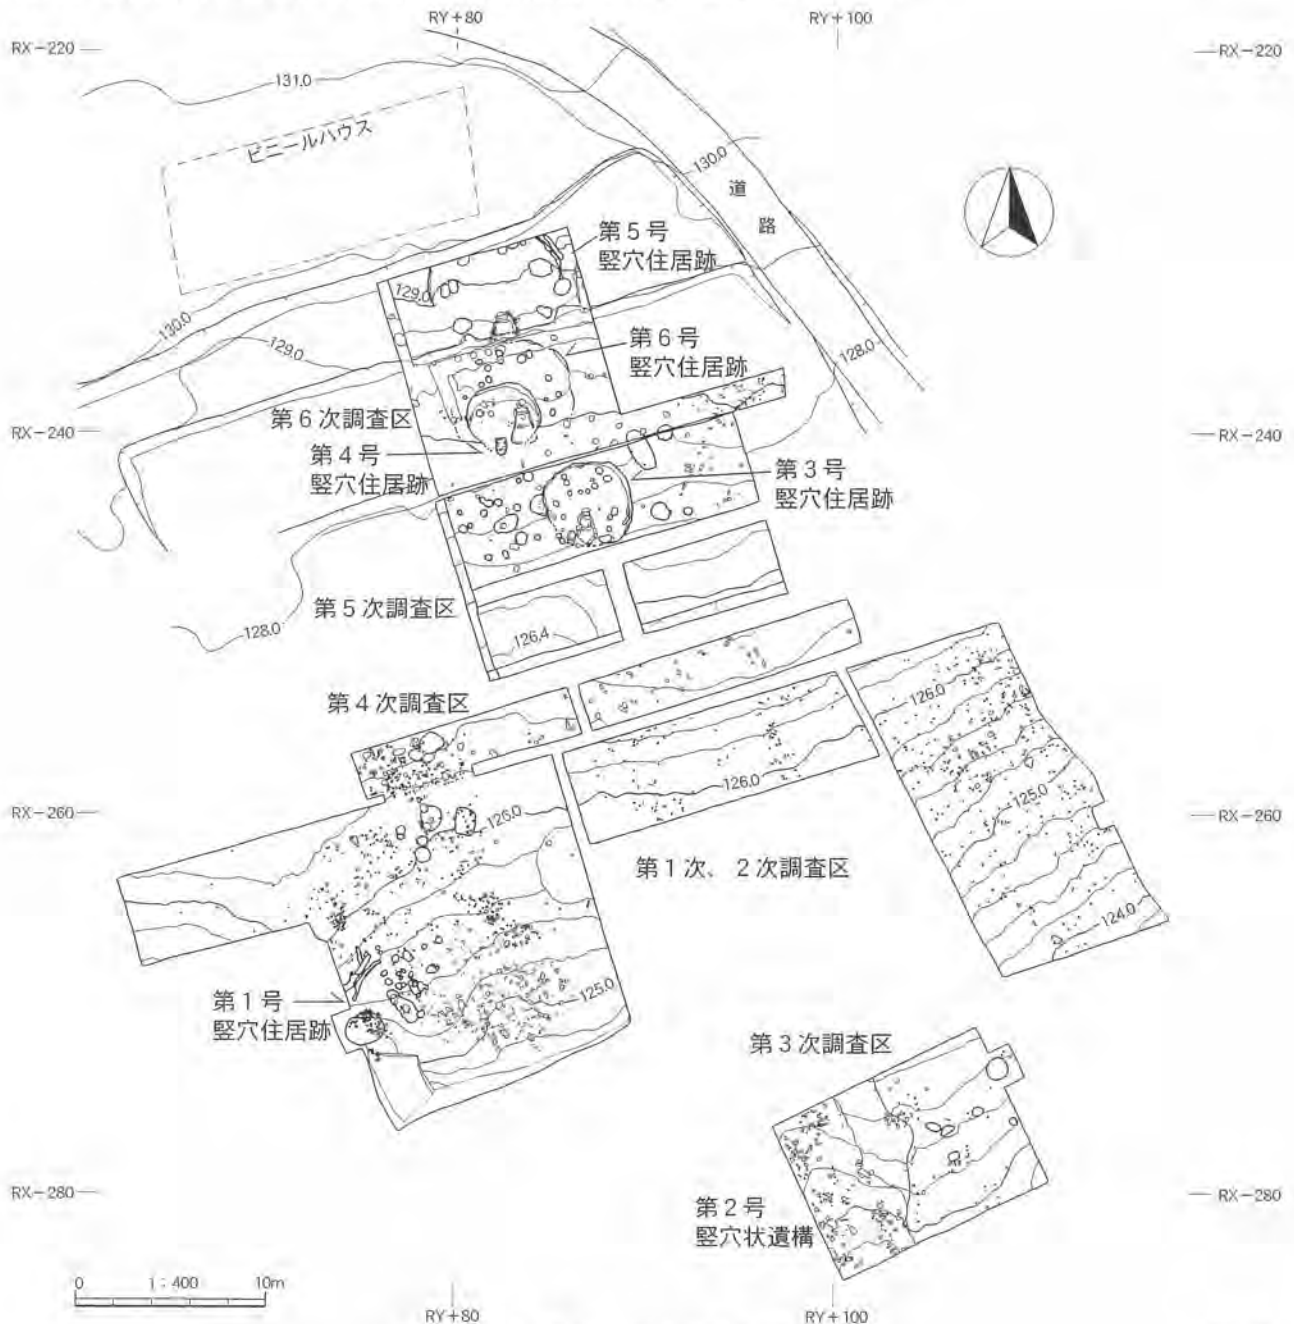 RY+80
RY+100
RX-220
RX-220
131.0
ビニールハウス
130.0
道
路
第5号
竪穴住居跡
129.0
130.0
129.0
第6号
竪穴住居跡
128.0
第6次調査区
RX-240
RX-240
第4号
竪穴住居跡
第3号
竪穴住居跡
第5次調査区
128.0
126.4
第4次調査区
126.0
126.0
125.0
RX-260
126.0
RX-260
第1次、2次調査区
124.0
第1号
竪穴住居跡
125.0
第3次調査区
RX-280
RX-280
第2号
竪穴状遺構
0 1:400 10m
RY+80
RY+100